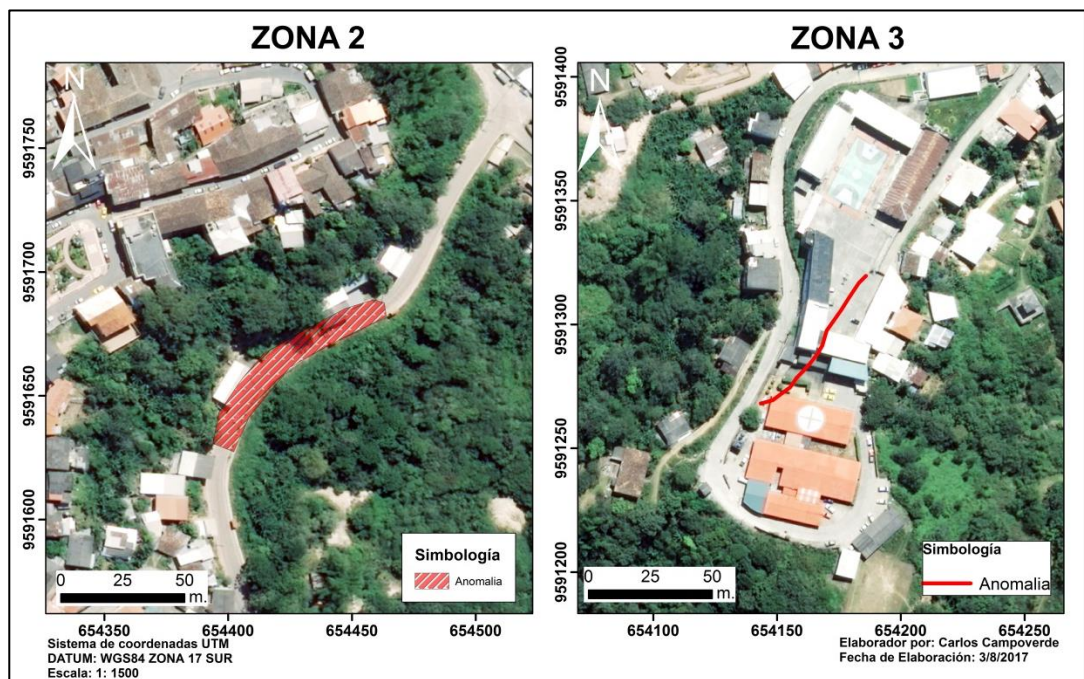 ZONA 2
N
9591750
9591700
9591650
9591600
Simbología
Anomalia
0 25 50
m.
654350 654400 654450 654500
ZONA 3
N
9591400
9591350
9591300
9591250
9591200
Simbología
Anomalia
0 25 50
m.
654100 654150 654200 654250
Sistema de coordenadas UTM
DATUM: WGS84 ZONA 17 SUR
Escala: 1: 1500
Elaborador por: Carlos Campoverde
Fecha de Elaboración: 3/8/2017